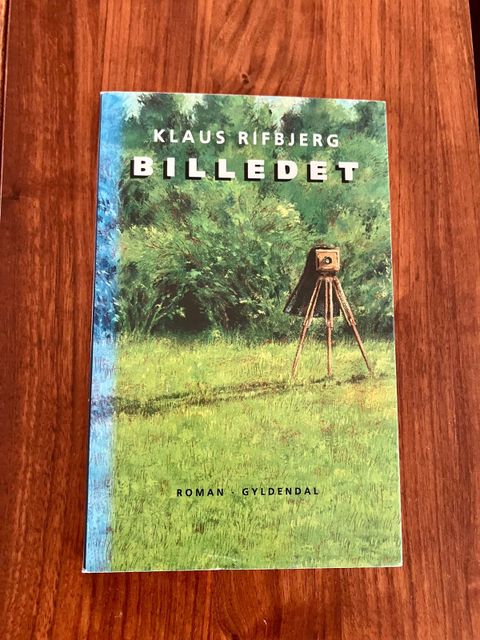 KLAUS RIFBJERG
BILLEDET
ROMAN · GYLDENDAL